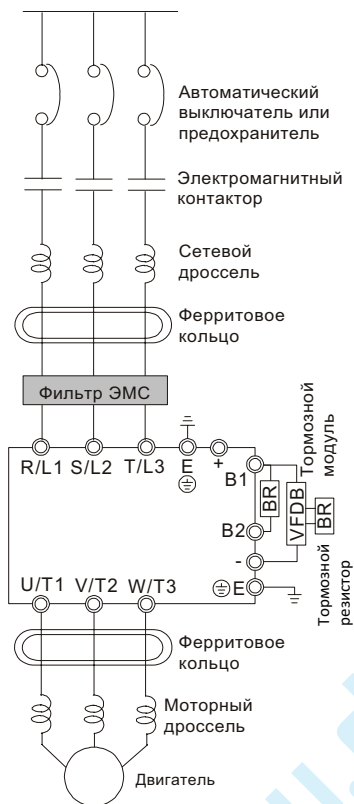 Автоматический
выключатель или
предохранитель
Электромагнитный
контактор
Сетевой
дроссель
Ферритовое
кольцо
Фильтр ЭМС
R/L1 S/L2 T/L3 E +
B1
BR
B2
-
E
VFDB
BR
Тормозной
модуль
Тормозной
резистор
U/T1 V/T2 W/T3
Ферритовое
кольцо
Моторный
дроссель
Двигатель